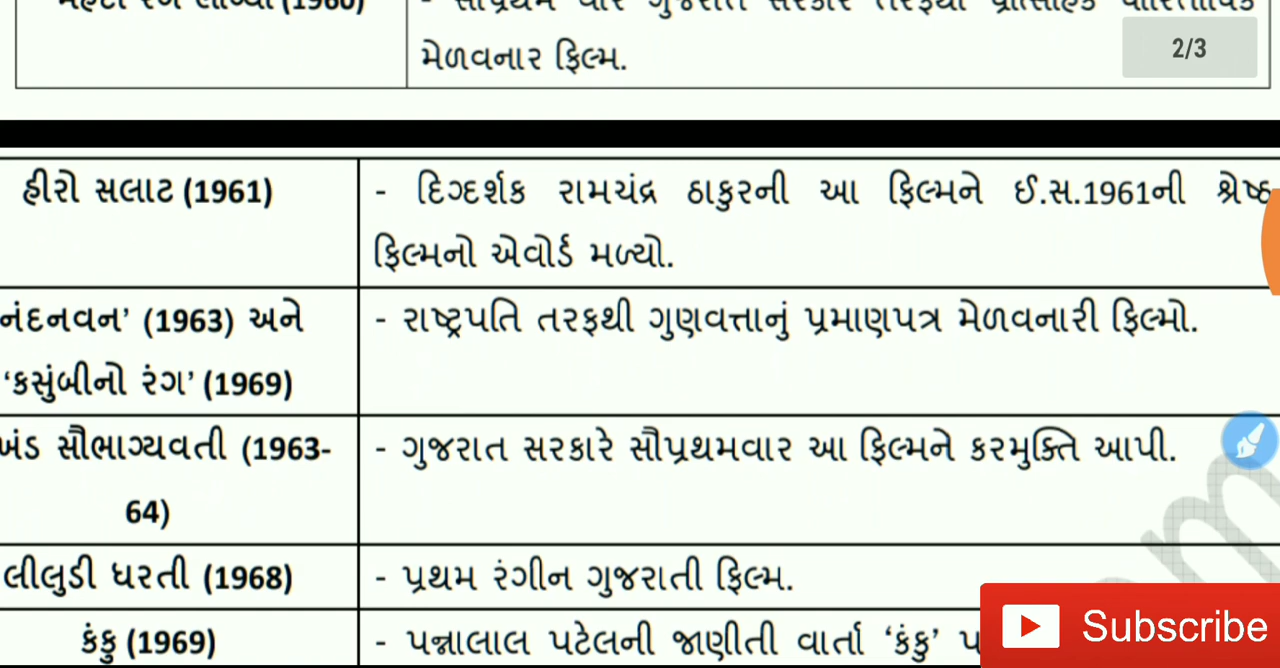 મેળવનાર ફિલ્મ.
2/3
હીરો સલાટ (1961)
- દિગ્દર્શક રામચંદ્ર ઠાકુરની આ ફિલ્મને ઈ.સ.1961ની શ્રેષ્ઠ
ફિલ્મનો એવોર્ડ મળ્યો.
નંદનવન’ (1963) અને
‘કસુંબીનો રંગ’ (1969)
- રાષ્ટ્રપતિ તરફથી ગુણવત્તાનું પ્રમાણપત્ર મેળવનારી ફિલ્મો.
ખંડ સૌભાગ્યવતી (1963-
64)
- ગુજરાત સરકારે સૌપ્રથમવાર આ ફિલ્મને કરમુક્તિ આપી.
લીલુડી ધરતી (1968)
- પ્રથમ રંગીન ગુજરાતી ફિલ્મ.
કંકુ (1969)
- પન્નાલાલ પટેલની જાણીતી વાર્તા ‘કંકુ’ પ
Subscribe